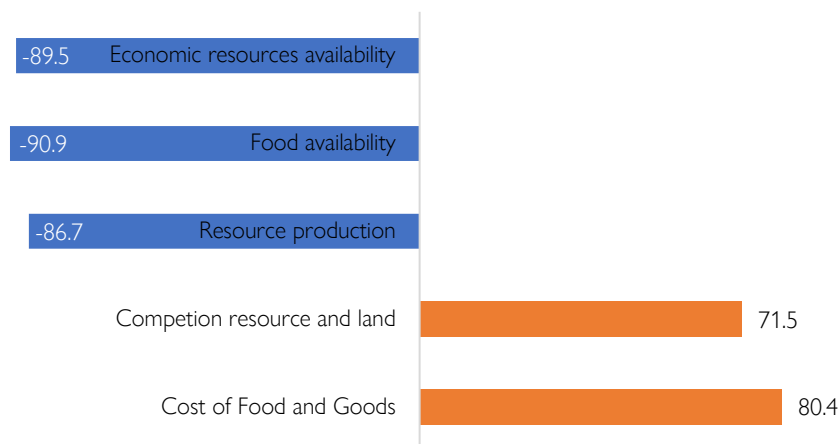 -89.5 Economic resources availability
-90.9 Food availability
-86.7 Resource production
Competion resource and land 71.5
Cost of Food and Goods 80.4